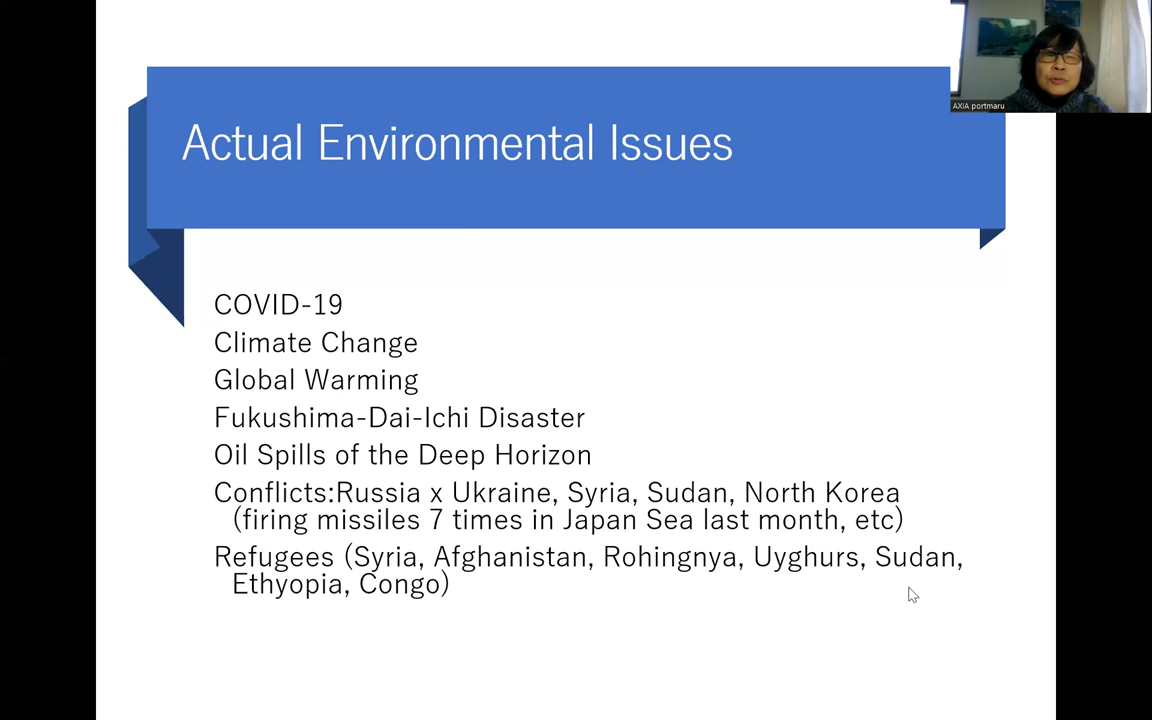 AXIA portmaru
Actual Environmental Issues
COVID-19
Climate Change
Global Warming
Fukushima-Dai-Ichi Disaster
Oil Spills of the Deep Horizon
Conflicts:Russia x Ukraine, Syria, Sudan, North Korea
(firing missiles 7 times in Japan Sea last month, etc)
Refugees (Syria, Afghanistan, Rohingnya, Uyghurs, Sudan,
Ethyopia, Congo)